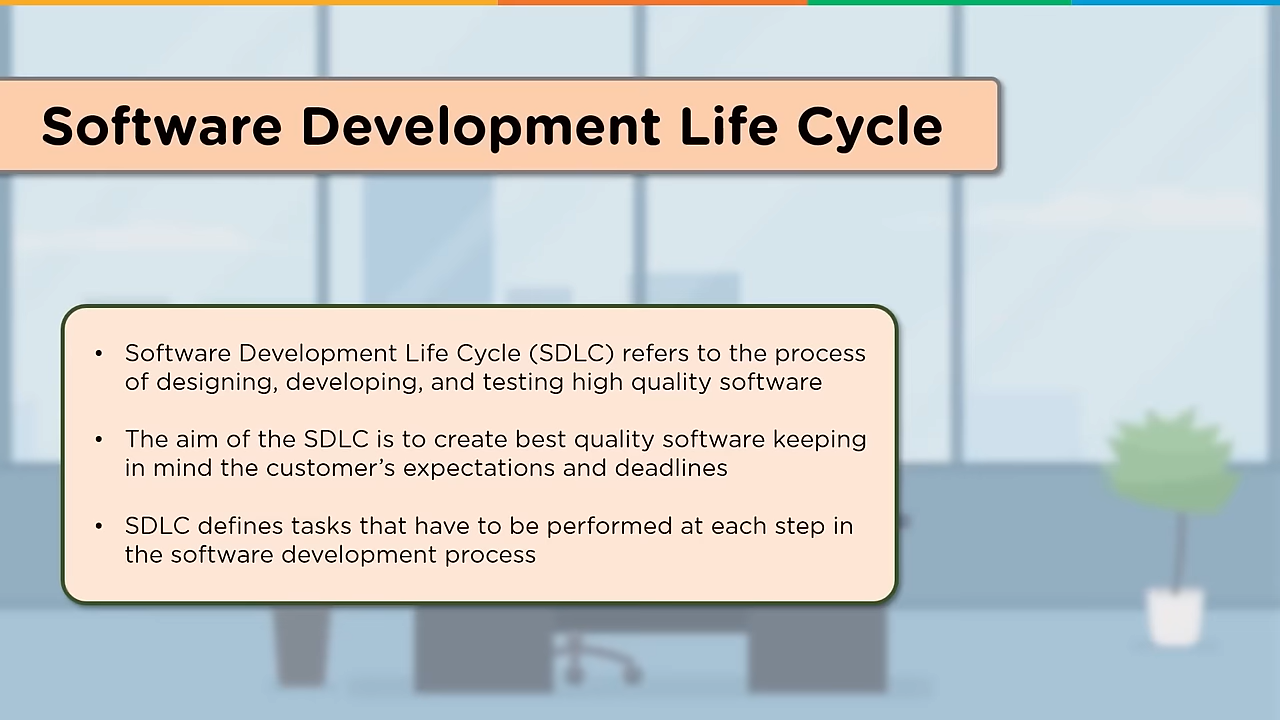 Software Development Life Cycle
• Software Development Life Cycle (SDLC) refers to the process
of designing, developing, and testing high quality software
• The aim of the SDLC is to create best quality software keeping
in mind the customer’s expectations and deadlines
• SDLC defines tasks that have to be performed at each step in
the software development process